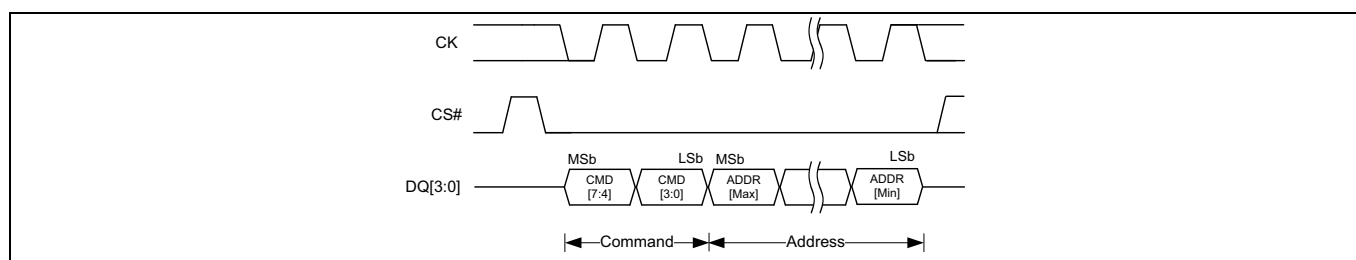 CK
CS#
MSb LSb MSb LSb
DQ[3:0] CMD [7:4] CMD [3:0] ADDR [Max] ADDR [Min]
Command Address